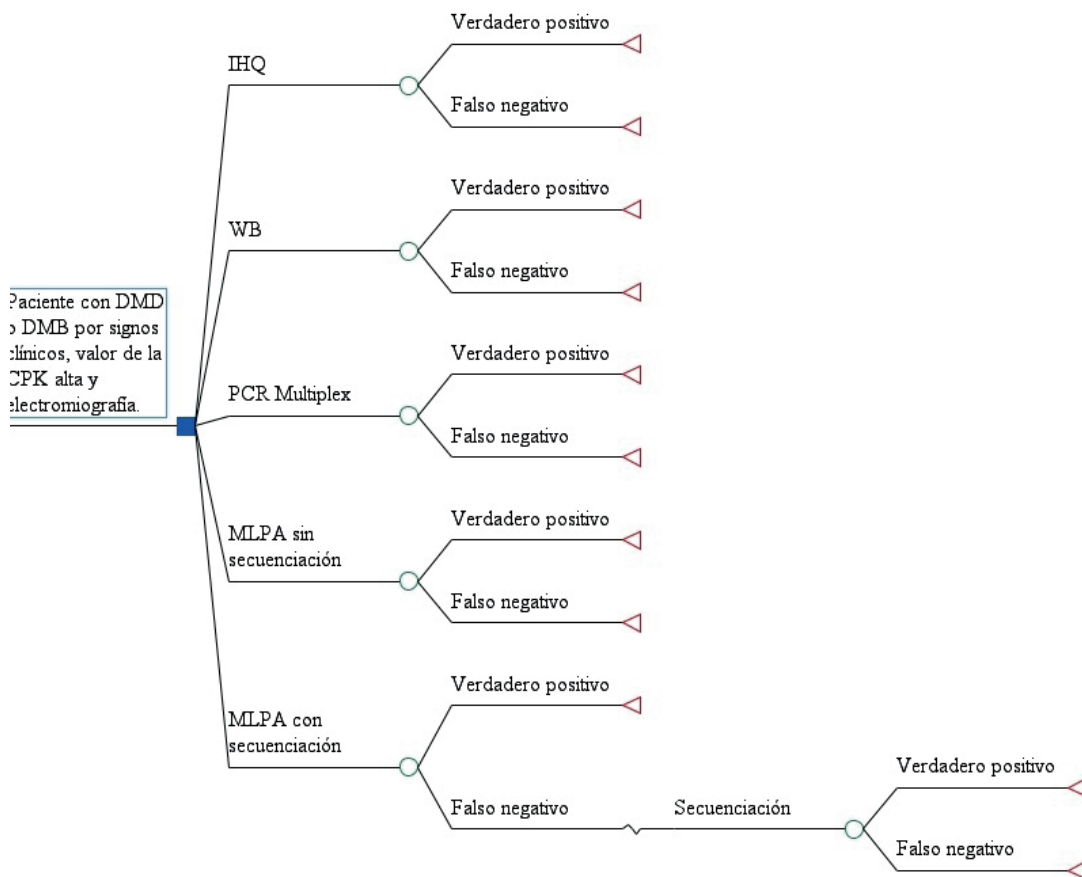 Verdadero positivo
IHQ
Falso negativo
Verdadero positivo
WB
Falso negativo
Paciente con DMD
o DMB por signos
clínicos, valor de la
CPK alta y
electromiografía.
Verdadero positivo
PCR Multiplex
Falso negativo
Verdadero positivo
MLPA sin
secuenciación
Falso negativo
Verdadero positivo
MLPA con
secuenciación
Falso negativo
Secuenciación
Verdadero positivo
Falso negativo